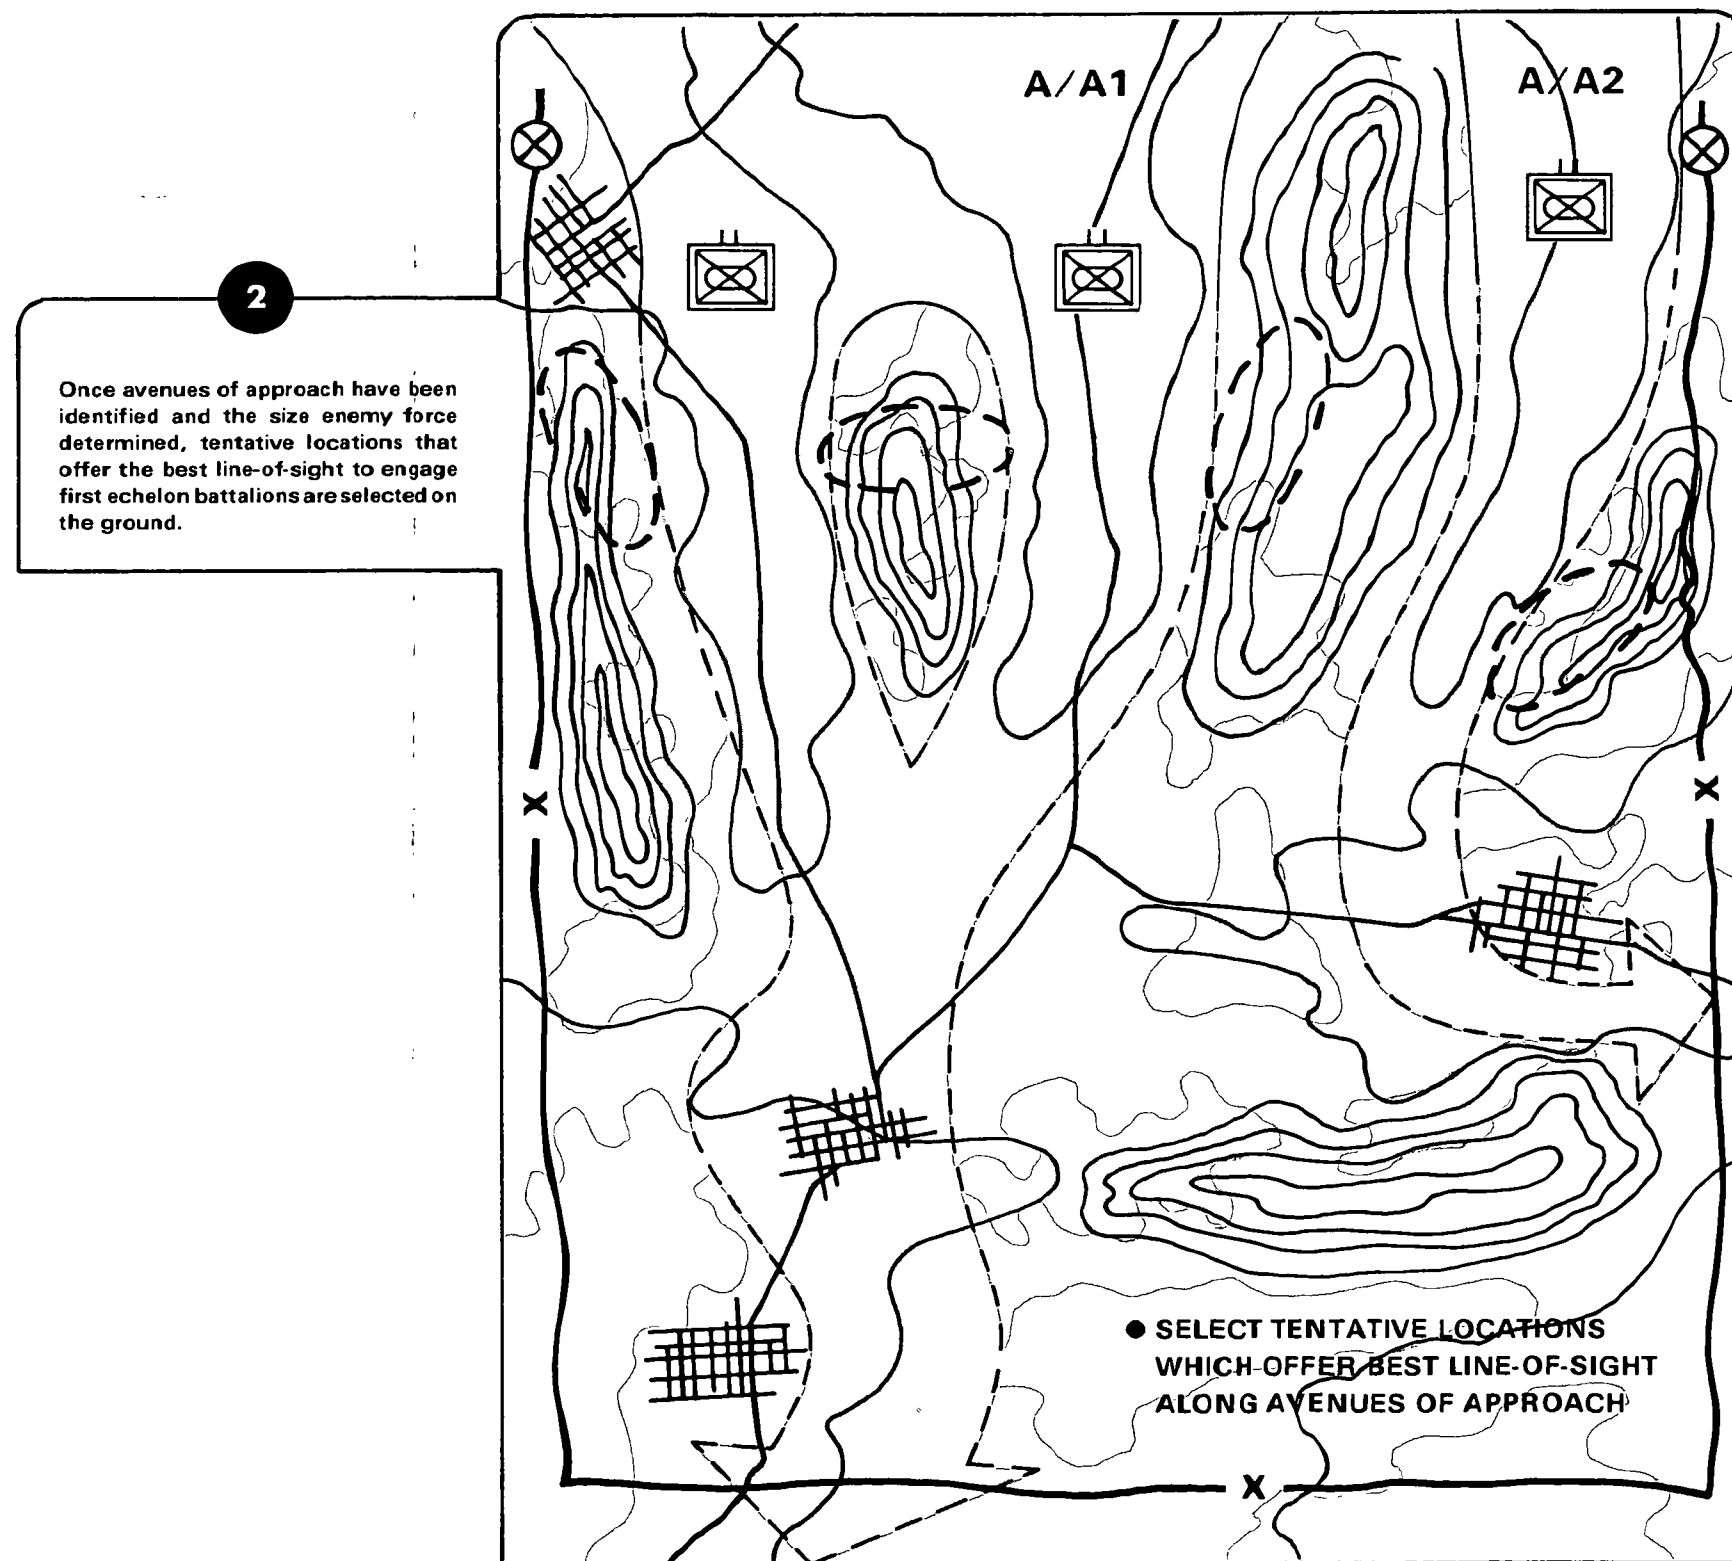 A/A1
A/A2
2
Once avenues of approach have been
identified and the size enemy force
determined, tentative locations that
offer the best line-of-sight to engage
first echelon battalions are selected on
the ground.
X
X
● SELECT TENTATIVE LOCATIONS
WHICH OFFER BEST LINE-OF-SIGHT
ALONG AVENUES OF APPROACH
X